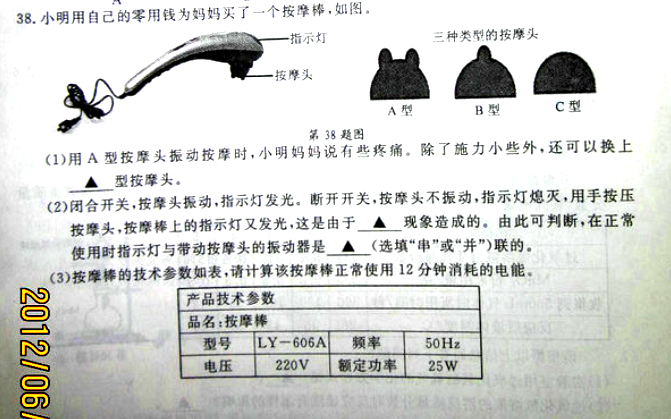 38.小明用自己的零用钱为妈妈买了一个按摩棒,如图。
指示灯
按摩头
三种类型的按摩头
A型 B型 C型
第38题图
(1)用A型按摩头振动按摩时,小明妈妈说有些疼痛。除了施力小些外,还可以换上
▲ 型按摩头。
(2)闭合开关,按摩头振动,指示灯发光。断开开关,按摩头不振动,指示灯熄灭,用手按压
按摩头,按摩棒上的指示灯又发光,这是由于 ▲ 现象造成的。由此可判断,在正常
使用时指示灯与带动按摩头的振动器是 ▲ (选填“串”或“并”)联的。
(3)按摩棒的技术参数如表,请计算该按摩棒正常使用12分钟消耗的电能。
产品技术参数
品名:按摩棒
型号 LY-606A 频率 50Hz
电压 220V 额定功率 25W
2012/06/